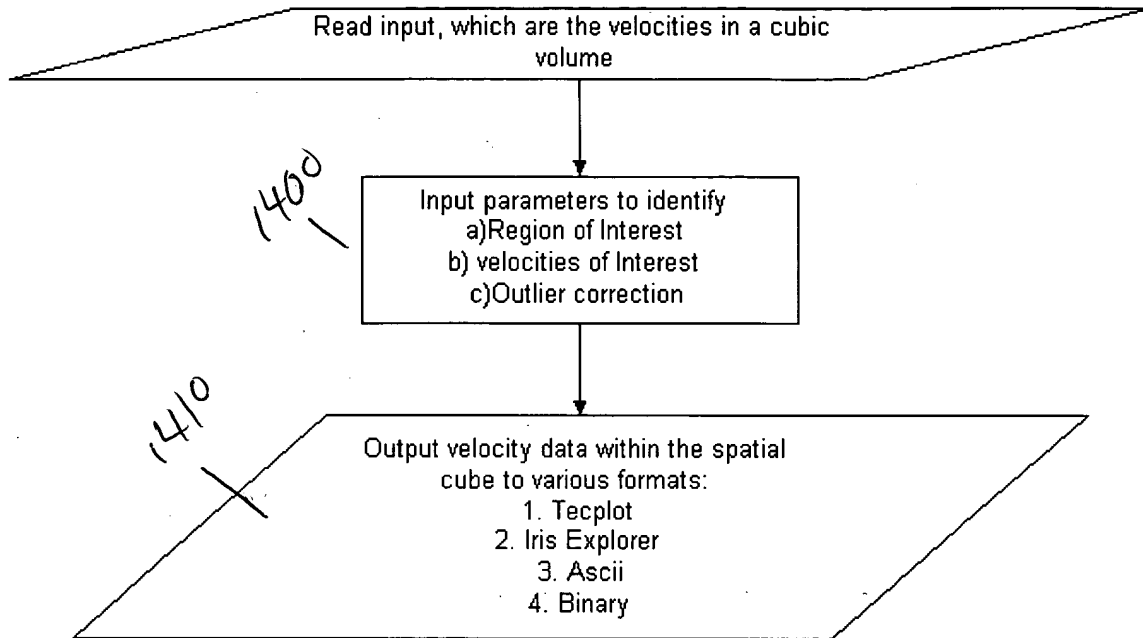 Read input, which are the velocities in a cubic
volume
1400
Input parameters to identify
a)Region of Interest
b) velocities of Interest
c)Outlier correction
1410
Output velocity data within the spatial
cube to various formats:
1. Tecplot
2. Iris Explorer
3. Ascii
4. Binary